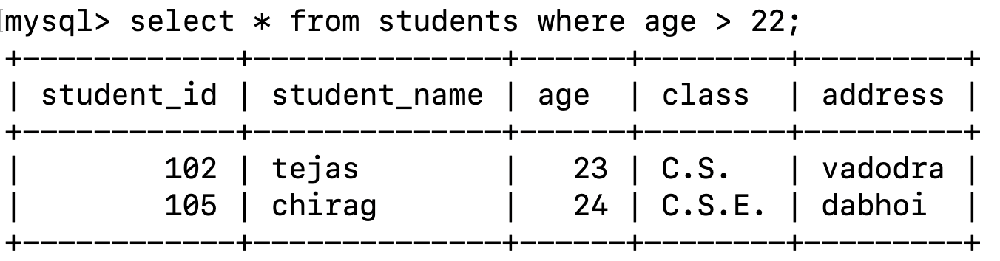 mysql> select * from students where age > 22;
+------------+--------------+------+--------+---------+
| student_id | student_name | age  | class  | address |
+------------+--------------+------+--------+---------+
|        102 | tejas        |   23 | C.S.   | vadodra |
|        105 | chirag       |   24 | C.S.E. | dabhoi  |
+------------+--------------+------+--------+---------+